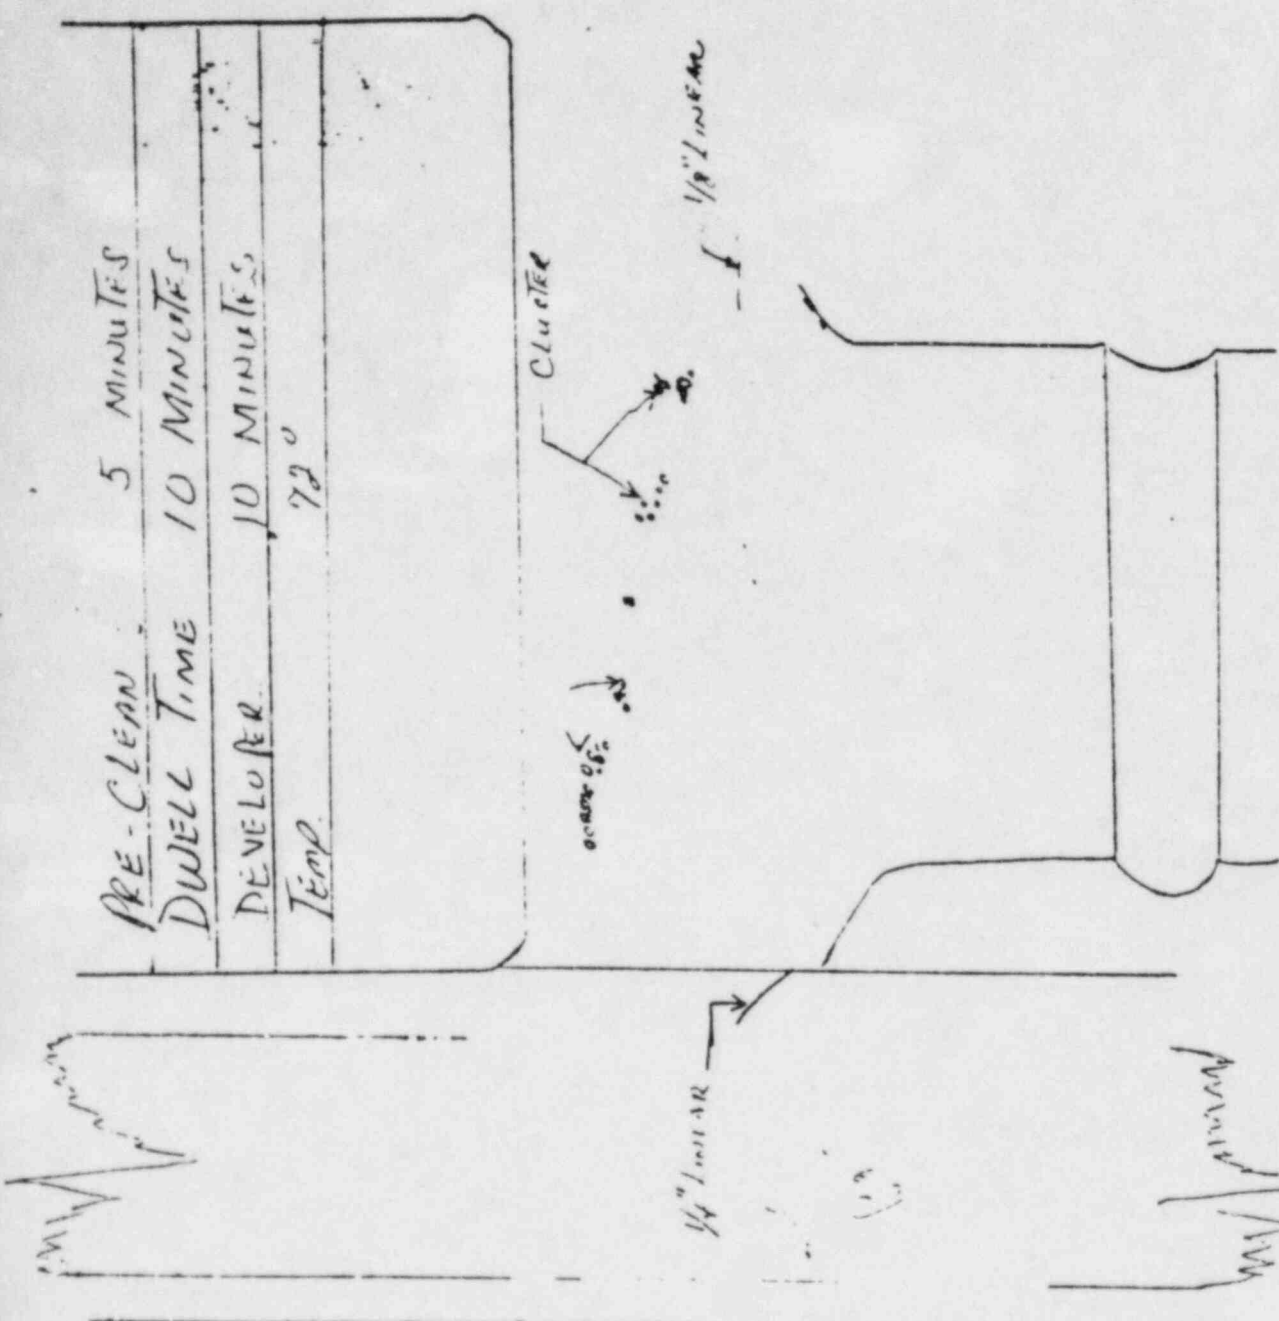 PRE-CLEAN 5 MINUTES
DWELL TIME 10 MINUTES
DEVELOPER 10 MINUTES
TEMP. 72°
CLUSTER
1/8" LINEAR
1/4" LINEAR